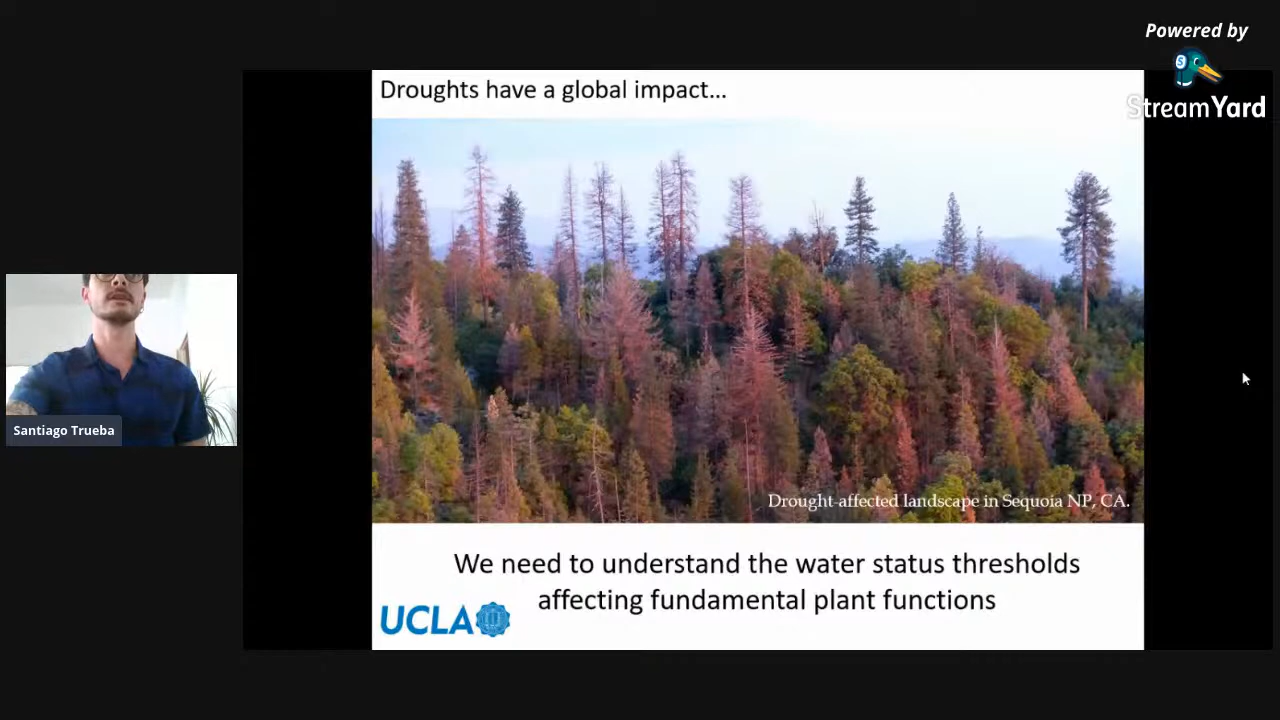 Powered by
StreamYard
Droughts have a global impact...
Drought-affected landscape in Sequoia NP, CA.
We need to understand the water status thresholds
affecting fundamental plant functions
UCLA
Santiago Trueba